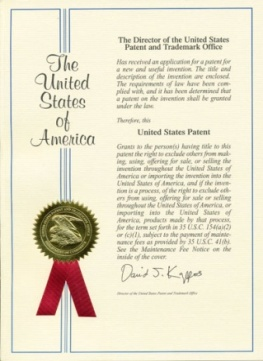 The Director of the United States
Patent and Trademark Office
The
United
States
of
America
Has received an application for a patent for
a new and useful invention. The title and
description of the invention are enclosed.
The requirements of law have been com-
plied with, and it has been determined that
a patent on the invention shall be granted
under the law.
Therefore, this
United States Patent
Grants to the person(s) having title to this
patent the right to exclude others from mak-
ing, using, offering for sale, or selling the
invention throughout the United States of
America or importing the invention into the
United States of America, and if the inven-
tion is a process, of the right to exclude oth-
ers from using, offering for sale or selling
throughout the United States of America, or
importing into the United States of
America, products made by that process,
for the term set forth in 35 U.S.C. 154(a)(2)
or (c)(1), subject to the payment of mainte-
nance fees as provided by 35 U.S.C. 41(b).
See the Maintenance Fee Notice on the
inside of the cover.
David J. Kappos
Director of the United States Patent and Trademark Office